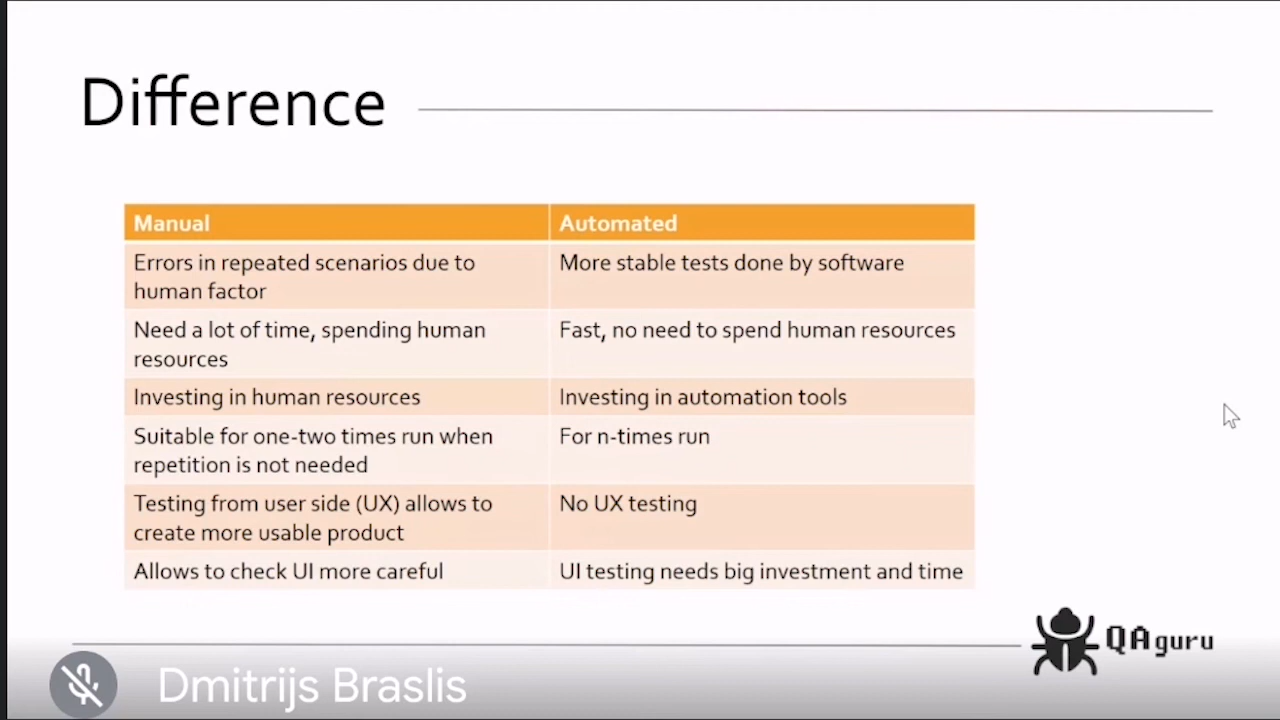 Difference
Manual
Automated
Errors in repeated scenarios due to
human factor
More stable tests done by software
Need a lot of time, spending human
resources
Fast, no need to spend human resources
Investing in human resources
Investing in automation tools
Suitable for one-two times run when
repetition is not needed
For n-times run
Testing from user side (UX) allows to
create more usable product
No UX testing
Allows to check UI more careful
UI testing needs big investment and time
QA guru
Dmitrijs Braslis